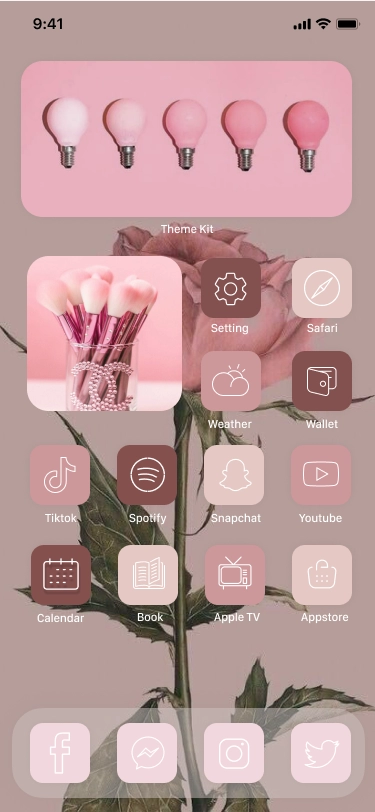 9:41
Theme Kit
Setting
Safari
Weather
Wallet
Tiktok
Spotify
Snapchat
Youtube
Calendar
Book
Apple TV
Appstore